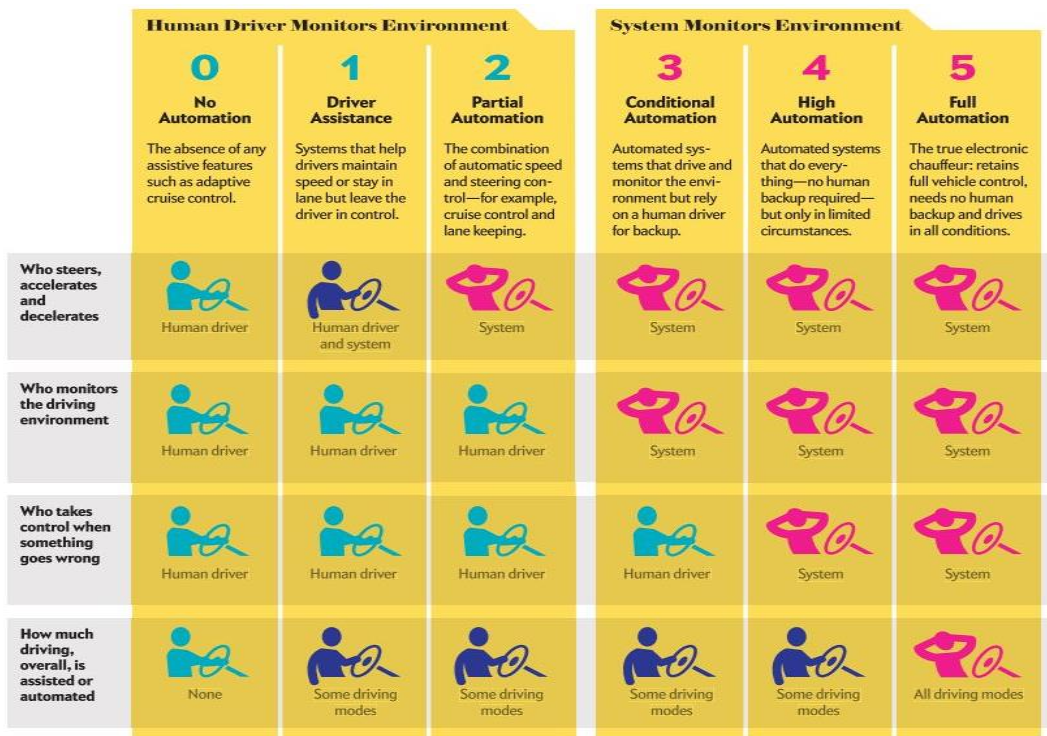 Human Driver Monitors Environment
System Monitors Environment
0
No
Automation
The absence of any
assistive features
such as adaptive
cruise control.
1
Driver
Assistance
Systems that help
drivers maintain
speed or stay in
lane but leave the
driver in control.
2
Partial
Automation
The combination
of automatic speed
and steering con-
trol—for example,
cruise control and
lane keeping.
3
Conditional
Automation
Automated sys-
tems that drive and
monitor the envi-
ronment but rely
on a human driver
for backup.
4
High
Automation
Automated systems
that do every-
thing—no human
backup required—
but only in limited
circumstances.
5
Full
Automation
The true electronic
chauffeur: retains
full vehicle control,
needs no human
backup and drives
in all conditions.
Who steers,
accelerates
and
decelerates
Human driver
Human driver
and system
System
System
System
System
Who monitors
the driving
environment
Human driver
Human driver
Human driver
System
System
System
Who takes
control when
something
goes wrong
Human driver
Human driver
Human driver
Human driver
System
System
How much
driving,
overall, is
assisted or
automated
None
Some driving
modes
Some driving
modes
Some driving
modes
Some driving
modes
All driving modes